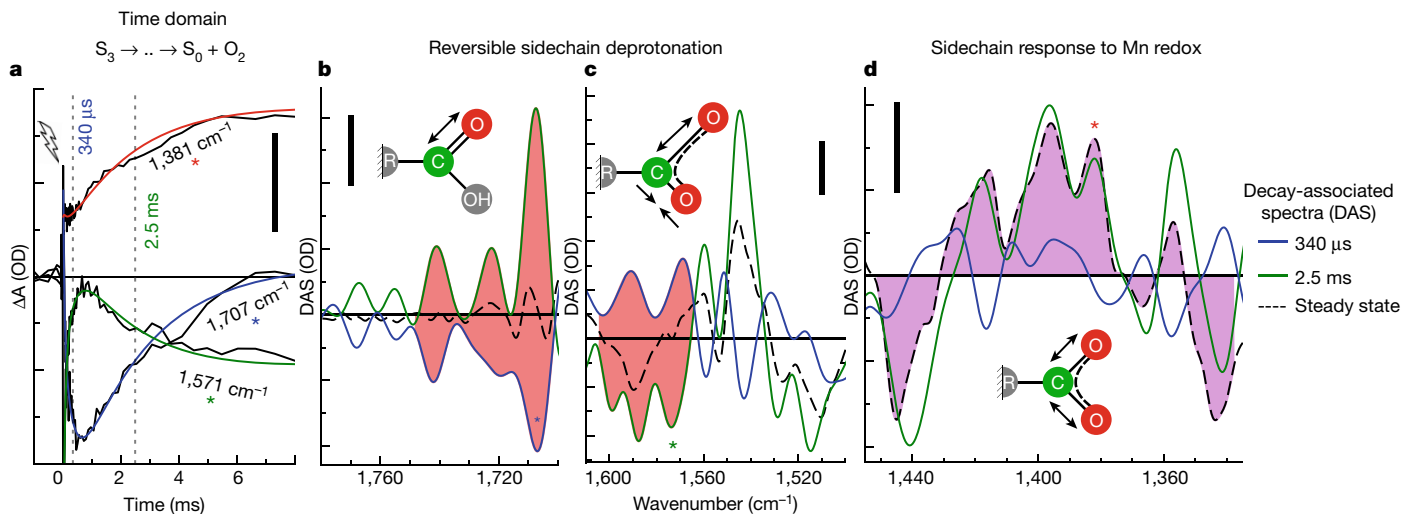 Time domain
S₃ → .. → S₀ + O₂
Reversible sidechain deprotonation
Sidechain response to Mn redox
a
b
c
d
ΔA (OD)
340 µs
2.5 ms
1,381 cm⁻¹
*
1,707 cm⁻¹
*
1,571 cm⁻¹
*
0 2 4 6 8
Time (ms)
DAS (OD)
R C O OH
*
1,760 1,720
DAS (OD)
R C O O
*
1,600 1,560 1,520
Wavenumber (cm⁻¹)
DAS (OD)
*
R C O O
1,440 1,400 1,360
Decay-associated
spectra (DAS)
340 µs
2.5 ms
Steady state